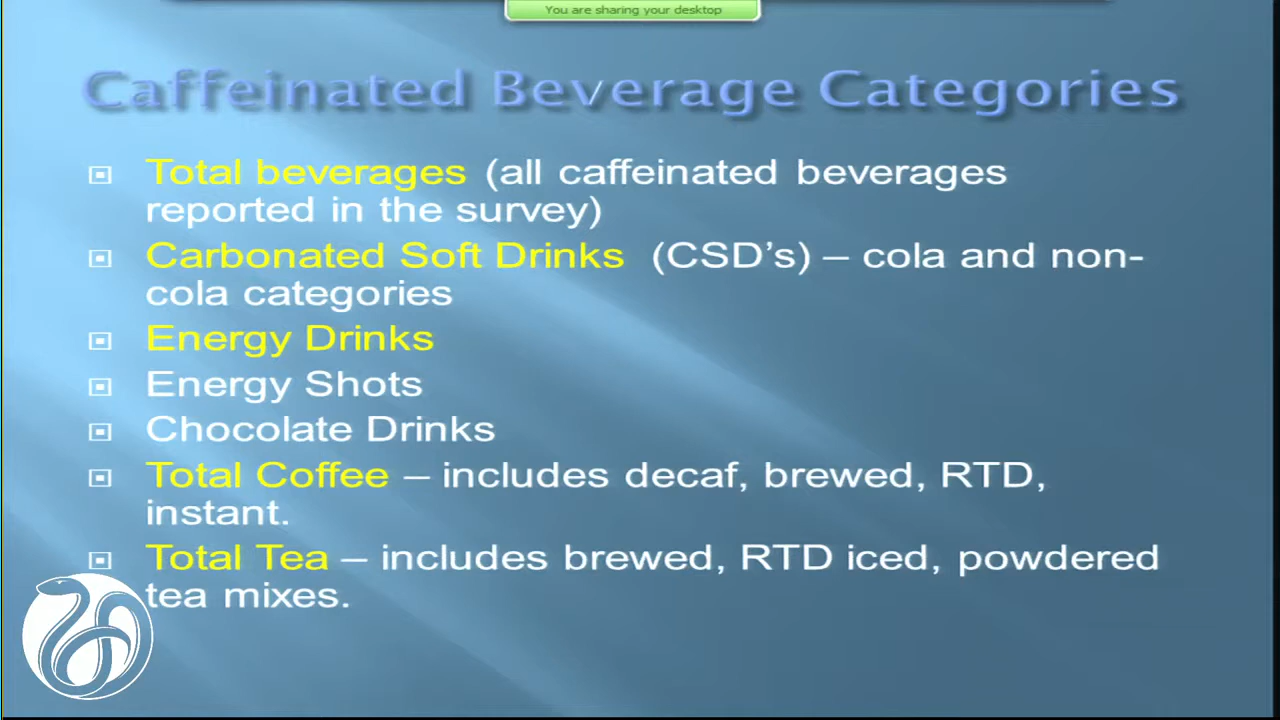 You are sharing your desktop
Caffeinated Beverage Categories
Total beverages (all caffeinated beverages
reported in the survey)
Carbonated Soft Drinks (CSD's) – cola and non-
cola categories
Energy Drinks
Energy Shots
Chocolate Drinks
Total Coffee – includes decaf, brewed, RTD,
instant.
Total Tea – includes brewed, RTD iced, powdered
tea mixes.